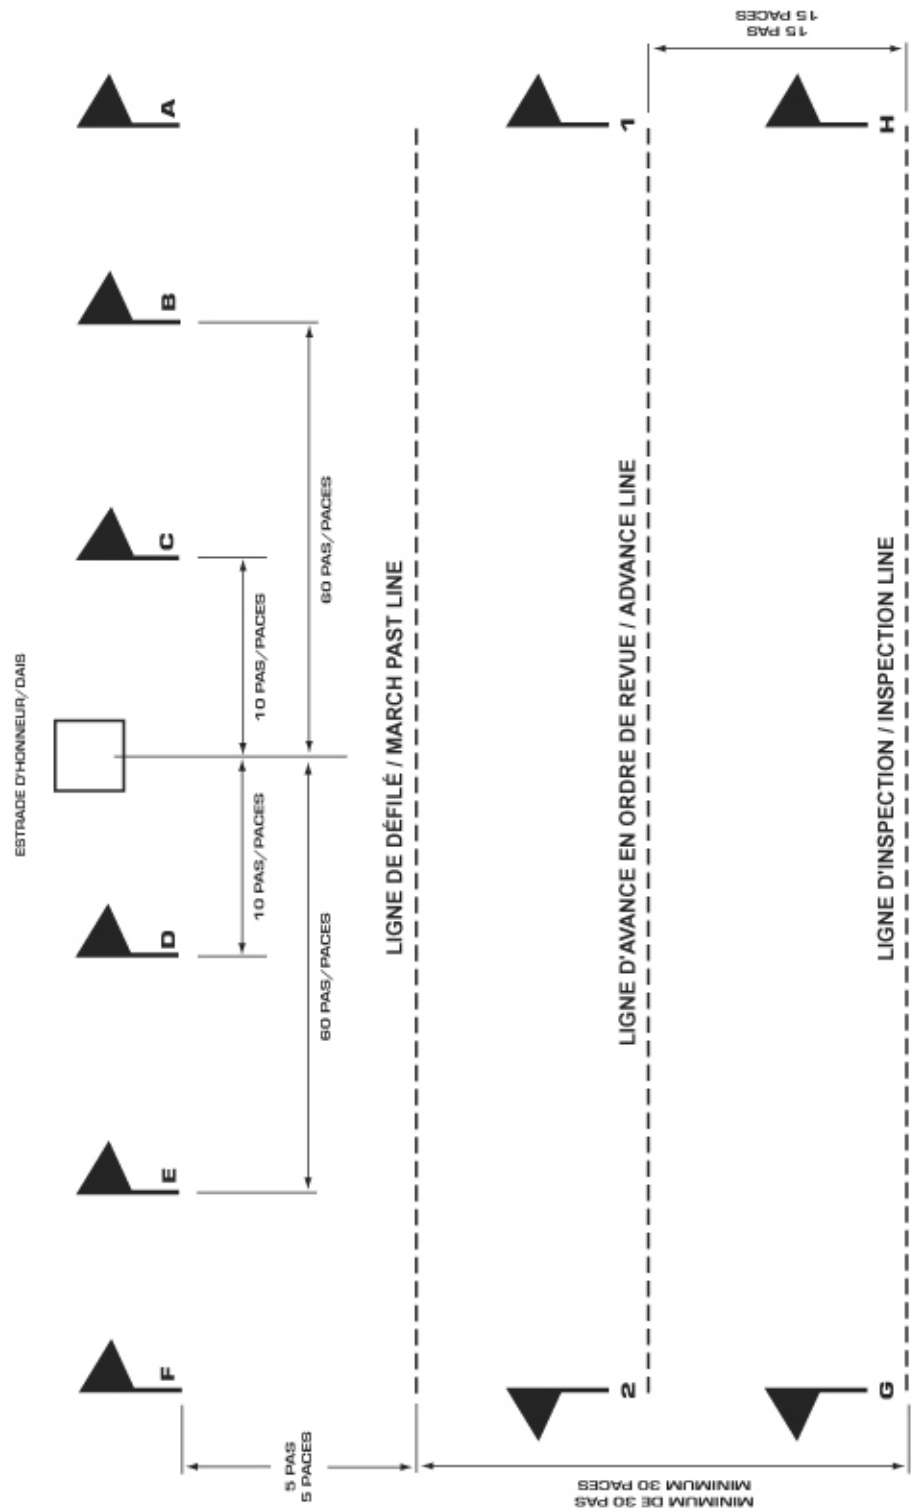 ESTRADE D'HONNEUR/DAIS
F
E
D
C
B
A
10 PAS/PACES
10 PAS/PACES
60 PAS/PACES
60 PAS/PACES
5 PAS
5 PACES
LIGNE DE DÉFILÉ / MARCH PAST LINE
2
LIGNE D'AVANCE EN ORDRE DE REVUE / ADVANCE LINE
1
G
LIGNE D'INSPECTION / INSPECTION LINE
H
MINIMUM DE 30 PAS
MINIMUM 30 PACES
15 PAS
15 PACES